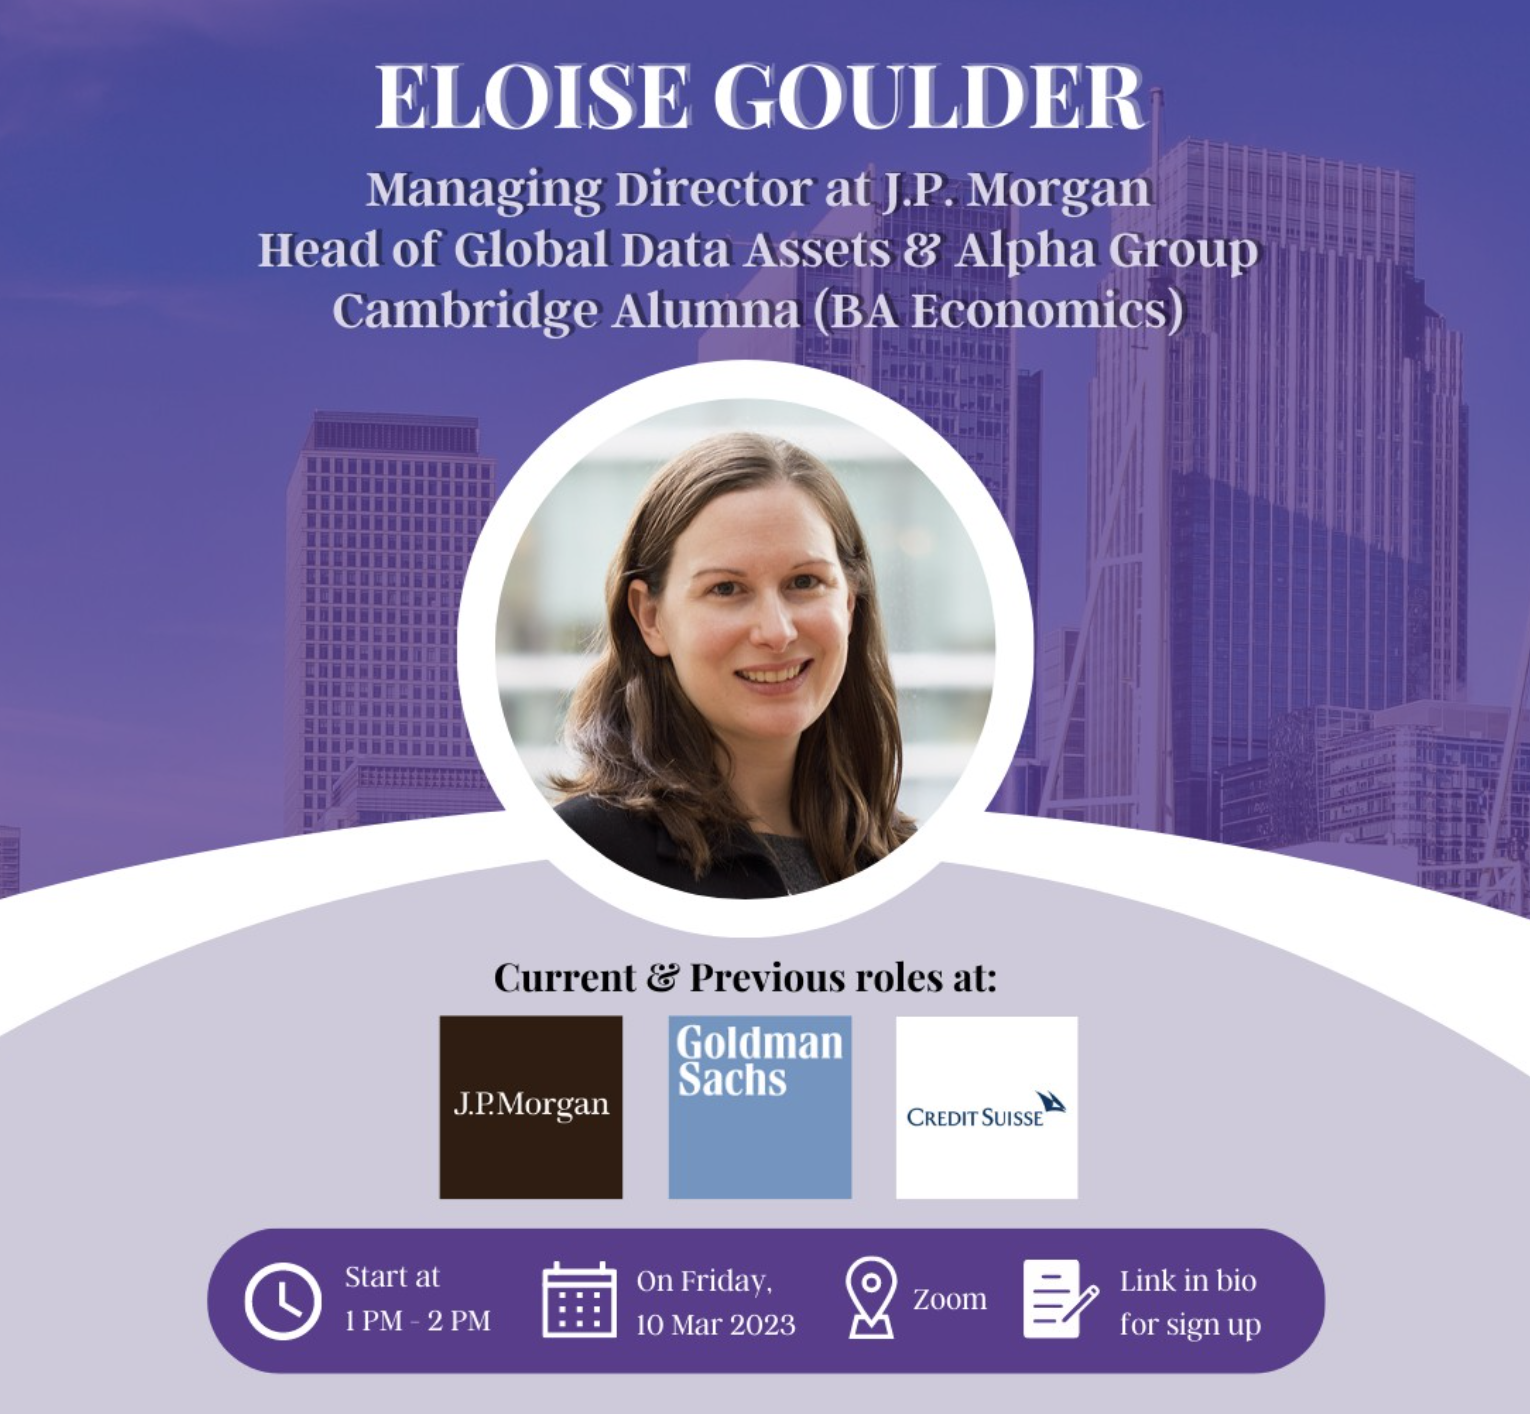 ELOISE GOULDER
Managing Director at J.P. Morgan
Head of Global Data Assets & Alpha Group
Cambridge Alumna (BA Economics)
Current & Previous roles at:
J.P.Morgan
Goldman
Sachs
CREDIT SUISSE
Start at
1 PM - 2 PM
On Friday,
10 Mar 2023
Zoom
Link in bio
for sign up